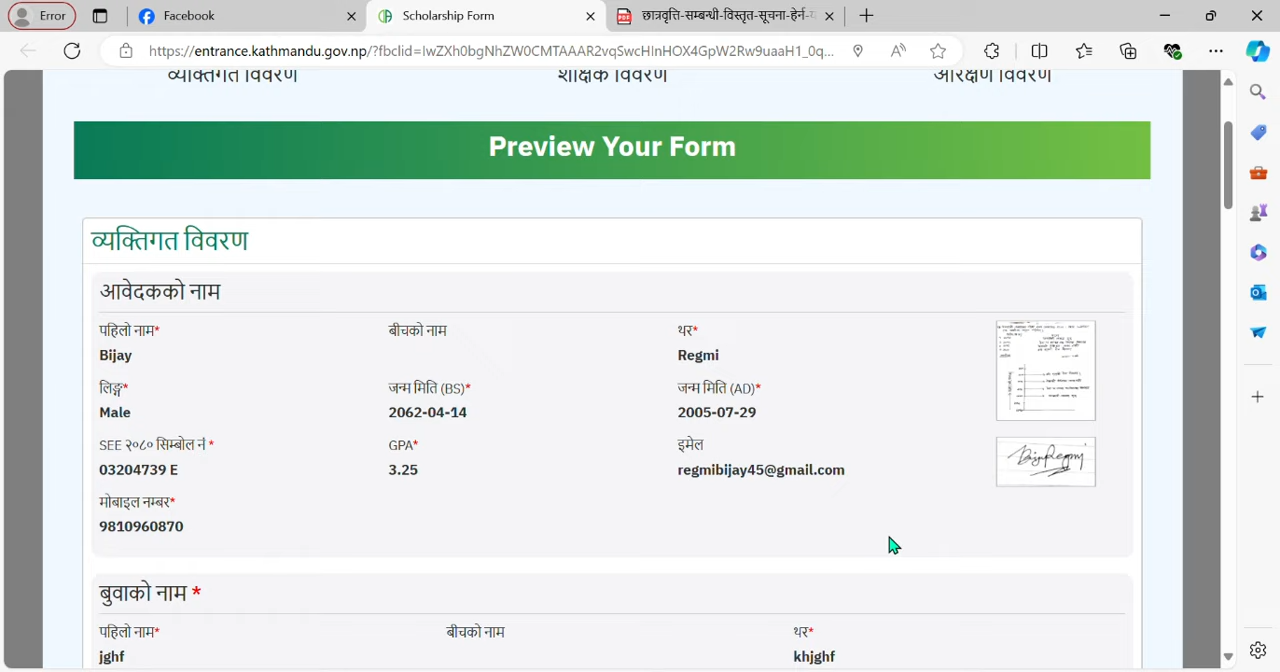 Error
Facebook
Scholarship Form
छात्रवृत्ति-सम्बन्धी-विस्तृत-सूचना-हेर्न-य
https://entrance.kathmandu.gov.np/?fbclid=IwZXh0bgNhZW0CMTAAAR2vqSwcHInHOX4GpW2Rw9uaaH1_0q...
व्यक्तिगत विवरण
शैक्षिक विवरण
आरक्षण विवरण
Preview Your Form
व्यक्तिगत विवरण
आवेदकको नाम
पहिलो नाम* बीचको नाम थर*
Bijay Regmi
लिङ्ग* जन्म मिति (BS)* जन्म मिति (AD)*
Male 2062-04-14 2005-07-29
SEE २०८० सिम्बोल नं * GPA* इमेल
03204739 E 3.25 regmibijay45@gmail.com
मोबाइल नम्बर*
9810960870
BijayRegmi
बुवाको नाम *
पहिलो नाम* बीचको नाम थर*
jghf khjghf